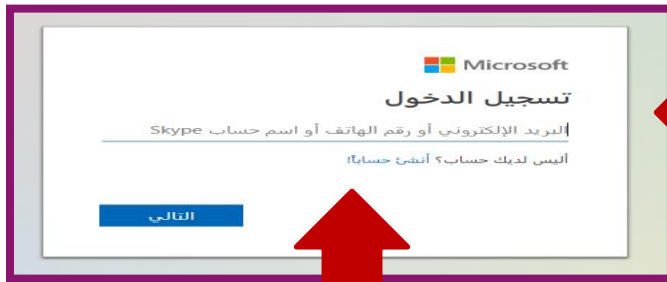 Microsoft
تسجيل الدخول
البريد الإلكتروني أو رقم الهاتف أو اسم حساب Skype
أليس لديك حساب؟ أنشئ حساباً!
التالي